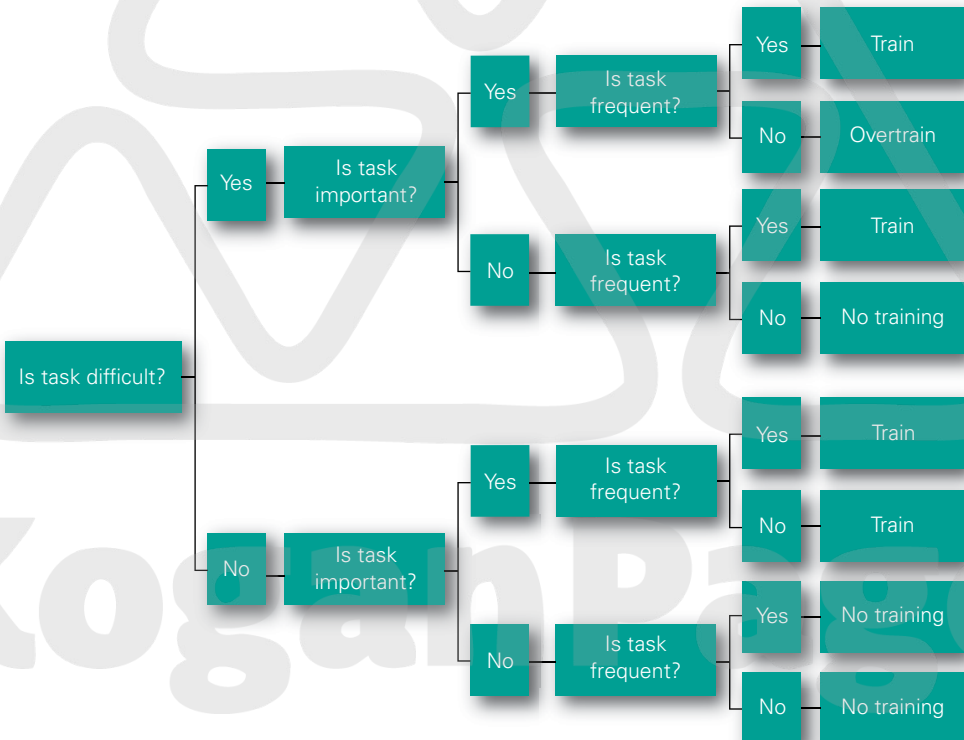 Is task difficult?
Yes
Is task
important?
Yes
Is task
frequent?
Yes
Train
No
Overtrain
No
Is task
frequent?
Yes
Train
No
No training
No
Is task
important?
Yes
Is task
frequent?
Yes
Train
No
Train
No
Is task
frequent?
Yes
No training
No
No training
KoganPage